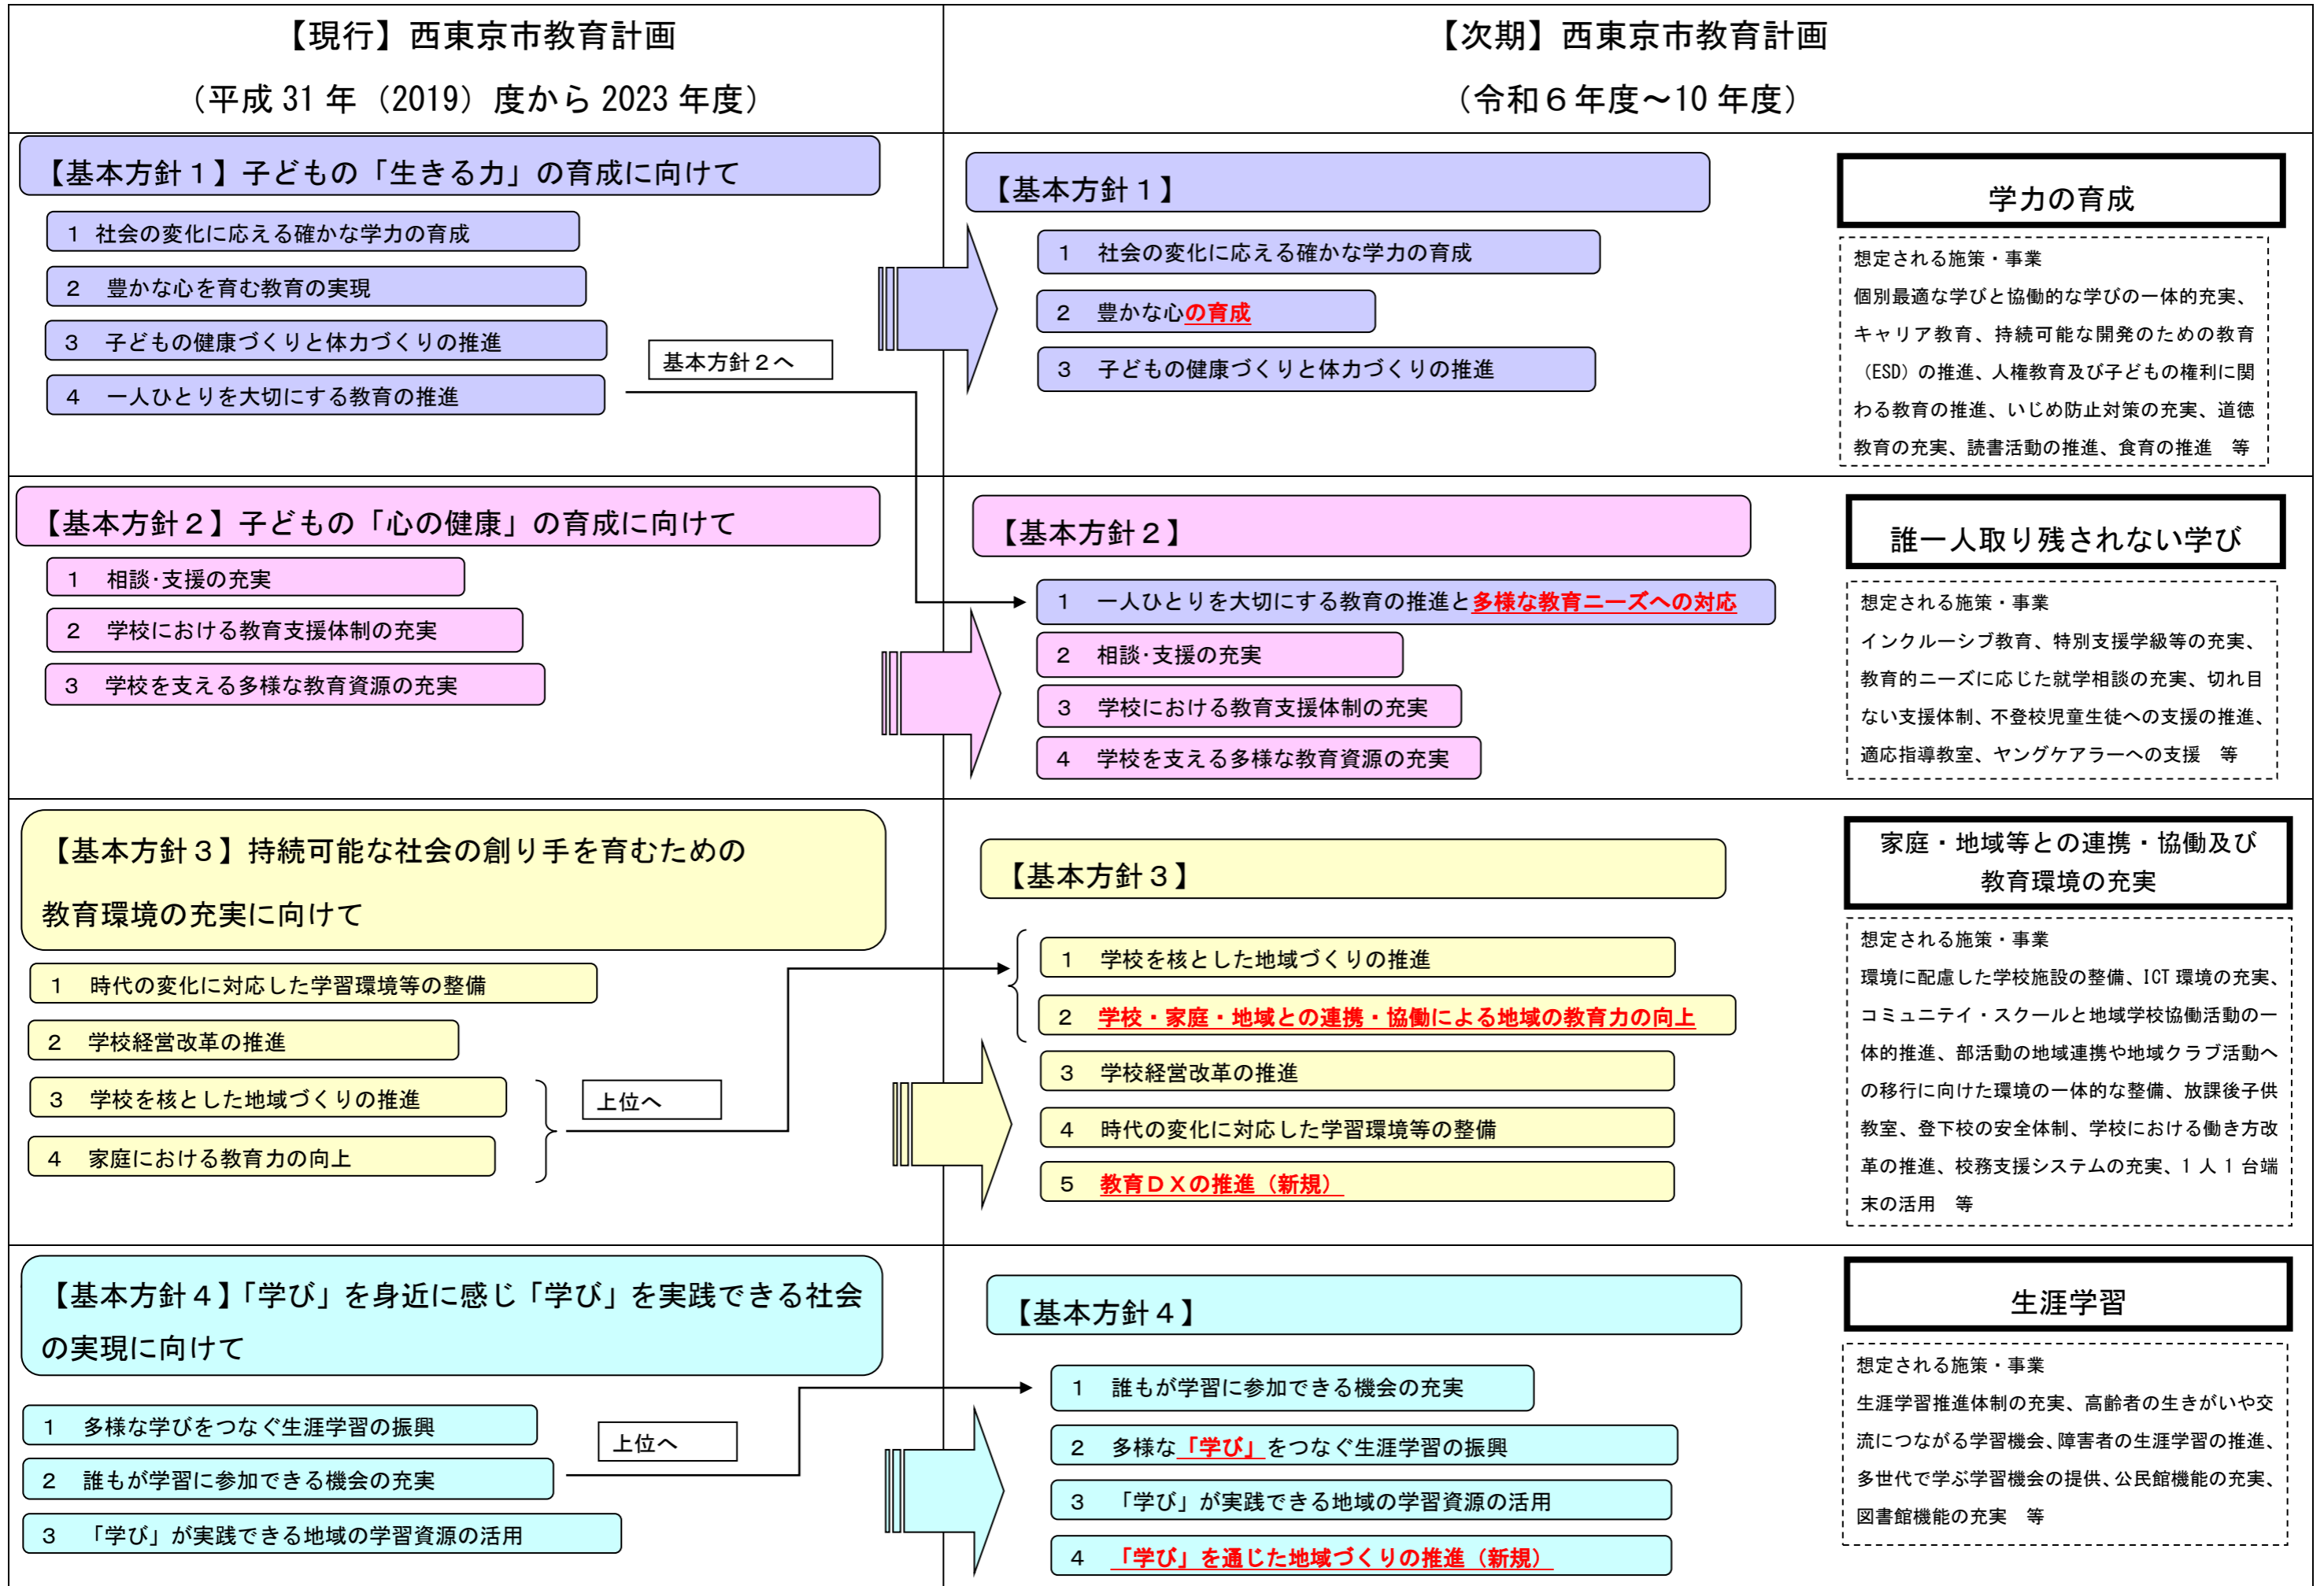 【現行】西東京市教育計画
（平成 31 年（2019）度から 2023 年度）
【次期】西東京市教育計画
（令和６年度～10 年度）
【基本方針１】子どもの「生きる力」の育成に向けて
１ 社会の変化に応える確かな学力の育成
２　豊かな心を育む教育の実現
３　子どもの健康づくりと体力づくりの推進
４　一人ひとりを大切にする教育の推進
基本方針２へ
【基本方針１】
１　社会の変化に応える確かな学力の育成
２　豊かな心の育成
３　子どもの健康づくりと体力づくりの推進
学力の育成
想定される施策・事業
個別最適な学びと協働的な学びの一体的充実、
キャリア教育、持続可能な開発のための教育
（ESD）の推進、人権教育及び子どもの権利に関
わる教育の推進、いじめ防止対策の充実、道徳
教育の充実、読書活動の推進、食育の推進　等
【基本方針２】子どもの「心の健康」の育成に向けて
１　相談･支援の充実
２　学校における教育支援体制の充実
３　学校を支える多様な教育資源の充実
【基本方針２】
１　一人ひとりを大切にする教育の推進と多様な教育ニーズへの対応
２　相談･支援の充実
３　学校における教育支援体制の充実
４　学校を支える多様な教育資源の充実
誰一人取り残されない学び
想定される施策・事業
インクルーシブ教育、特別支援学級等の充実、
教育的ニーズに応じた就学相談の充実、切れ目
ない支援体制、不登校児童生徒への支援の推進、
適応指導教室、ヤングケアラーへの支援　等
【基本方針３】持続可能な社会の創り手を育むための
教育環境の充実に向けて
１　時代の変化に対応した学習環境等の整備
２　学校経営改革の推進
３　学校を核とした地域づくりの推進
４　家庭における教育力の向上
上位へ
【基本方針３】
１　学校を核とした地域づくりの推進
２　学校・家庭・地域との連携・協働による地域の教育力の向上
３　学校経営改革の推進
４　時代の変化に対応した学習環境等の整備
５　教育ＤＸの推進（新規）
家庭・地域等との連携・協働及び
教育環境の充実
想定される施策・事業
環境に配慮した学校施設の整備、ICT 環境の充実、
コミュニテイ・スクールと地域学校協働活動の一
体的推進、部活動の地域連携や地域クラブ活動へ
の移行に向けた環境の一体的な整備、放課後子供
教室、登下校の安全体制、学校における働き方改
革の推進、校務支援システムの充実、1 人 1 台端
末の活用　等
【基本方針４】「学び」を身近に感じ「学び」を実践できる社会
の実現に向けて
１　多様な学びをつなぐ生涯学習の振興
２　誰もが学習に参加できる機会の充実
３　「学び」が実践できる地域の学習資源の活用
上位へ
【基本方針４】
１　誰もが学習に参加できる機会の充実
２　多様な「学び」をつなぐ生涯学習の振興
３　「学び」が実践できる地域の学習資源の活用
４　「学び」を通じた地域づくりの推進（新規）
生涯学習
想定される施策・事業
生涯学習推進体制の充実、高齢者の生きがいや交
流につながる学習機会、障害者の生涯学習の推進、
多世代で学ぶ学習機会の提供、公民館機能の充実、
図書館機能の充実　等